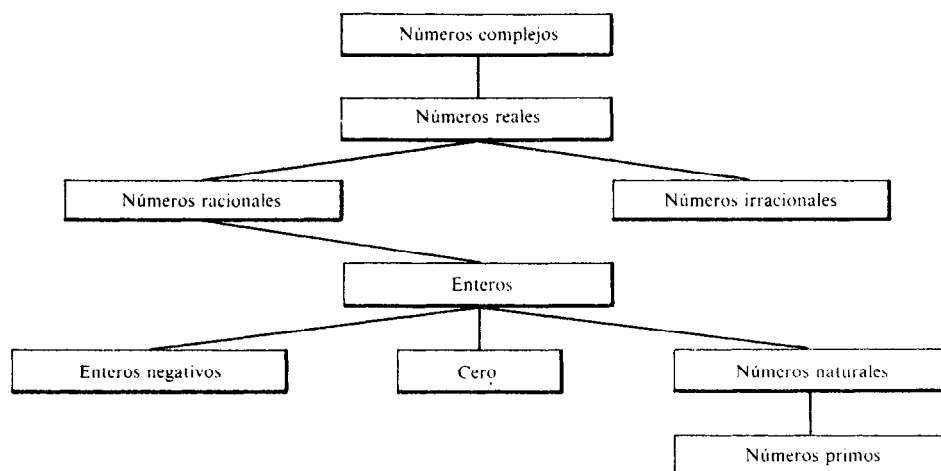 Números complejos
Números reales
Números racionales
Números irracionales
Enteros
Enteros negativos
Cero
Números naturales
Números primos